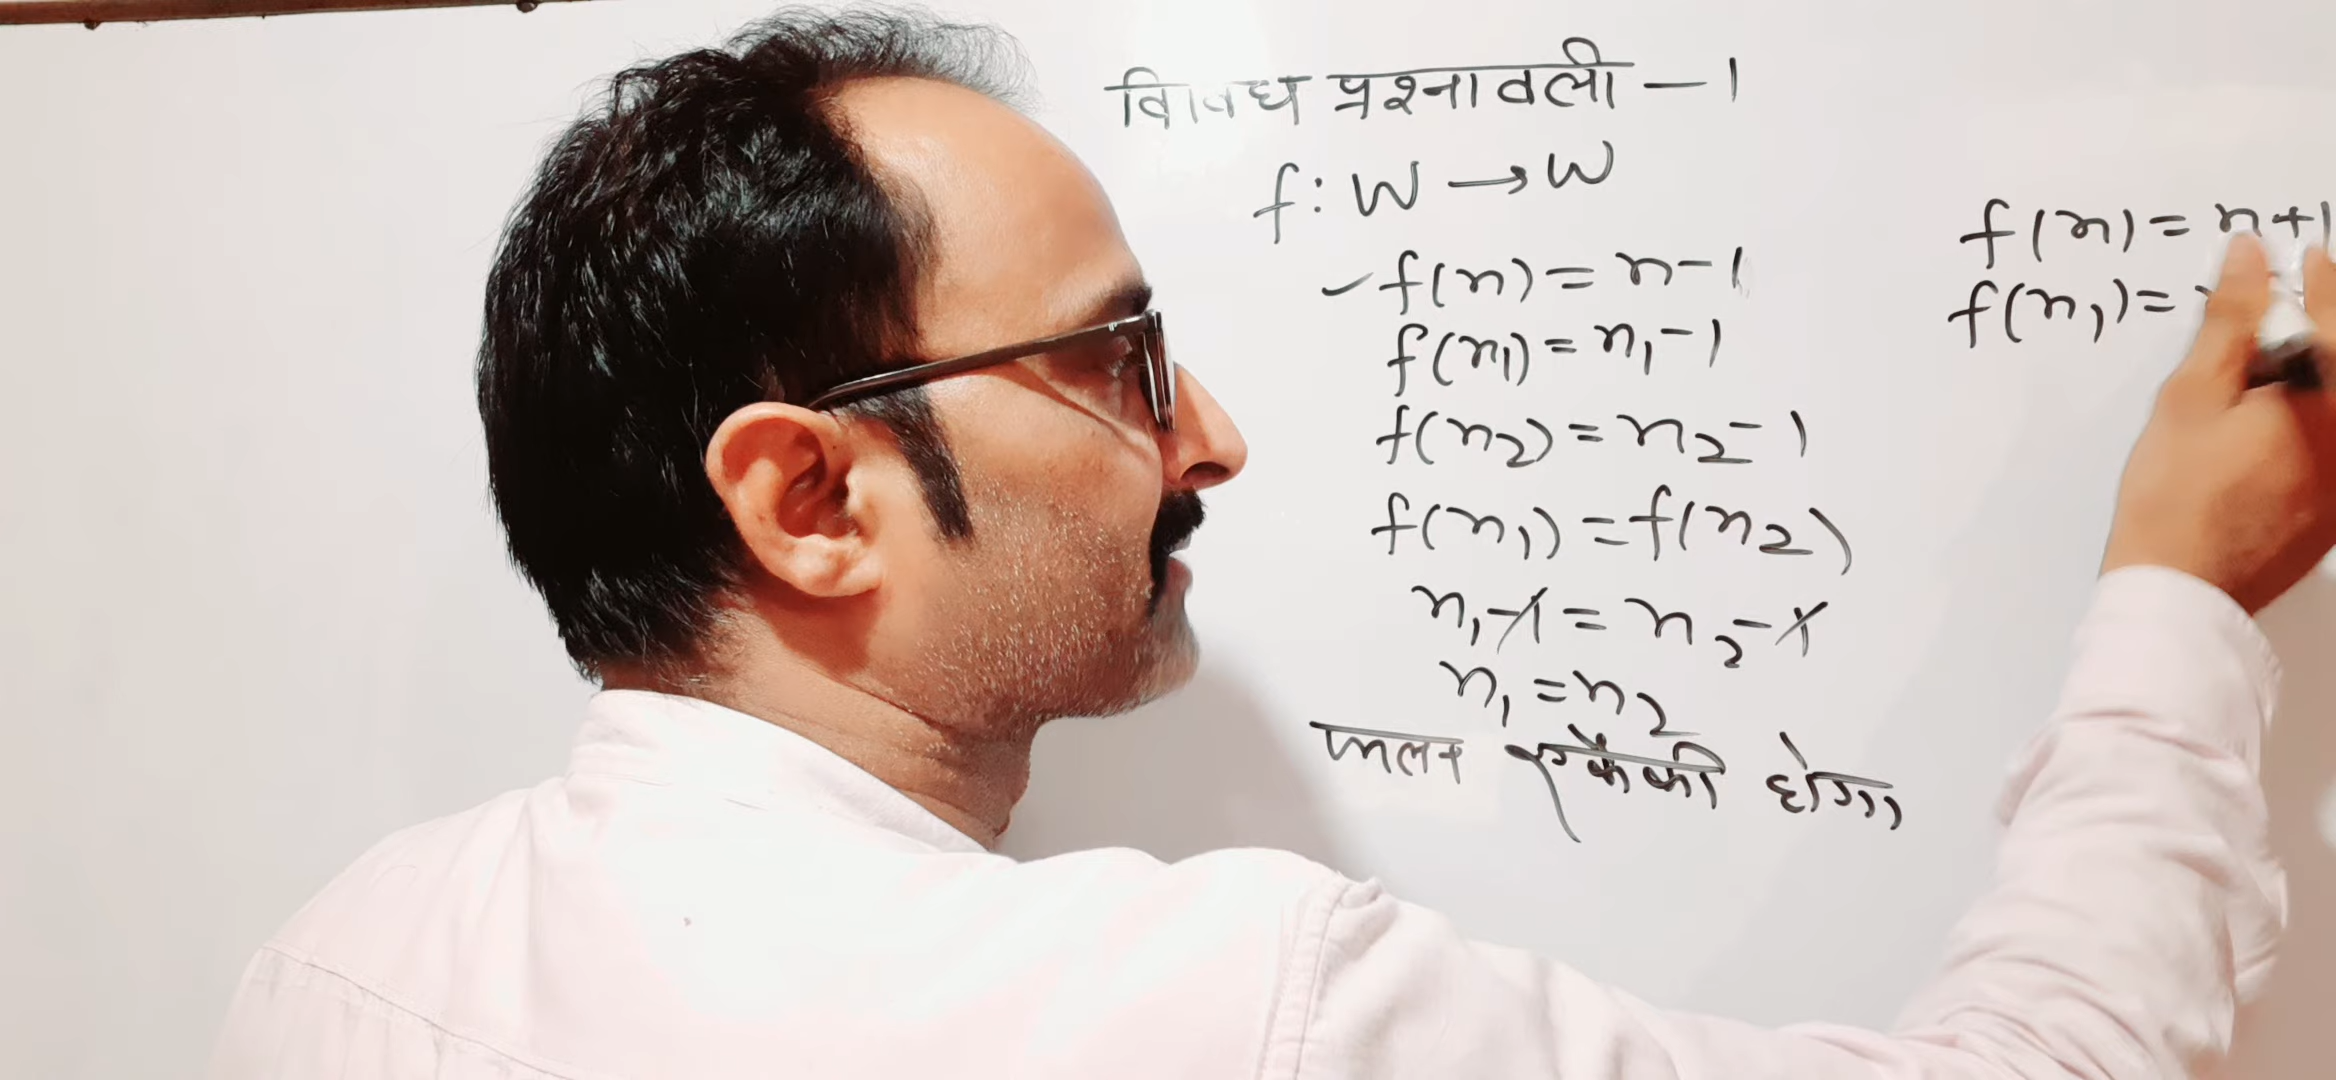 विविध प्रश्नावली - 1
f: W → W
✓ f(n) = n-1
f(n₁) = n₁-1
f(n₂) = n₂-1
f(n₁) = f(n₂)
n₁-1 = n₂-1
n₁ = n₂
फलन एकैकी होगा
f(n) = n+1
f(n₁) =